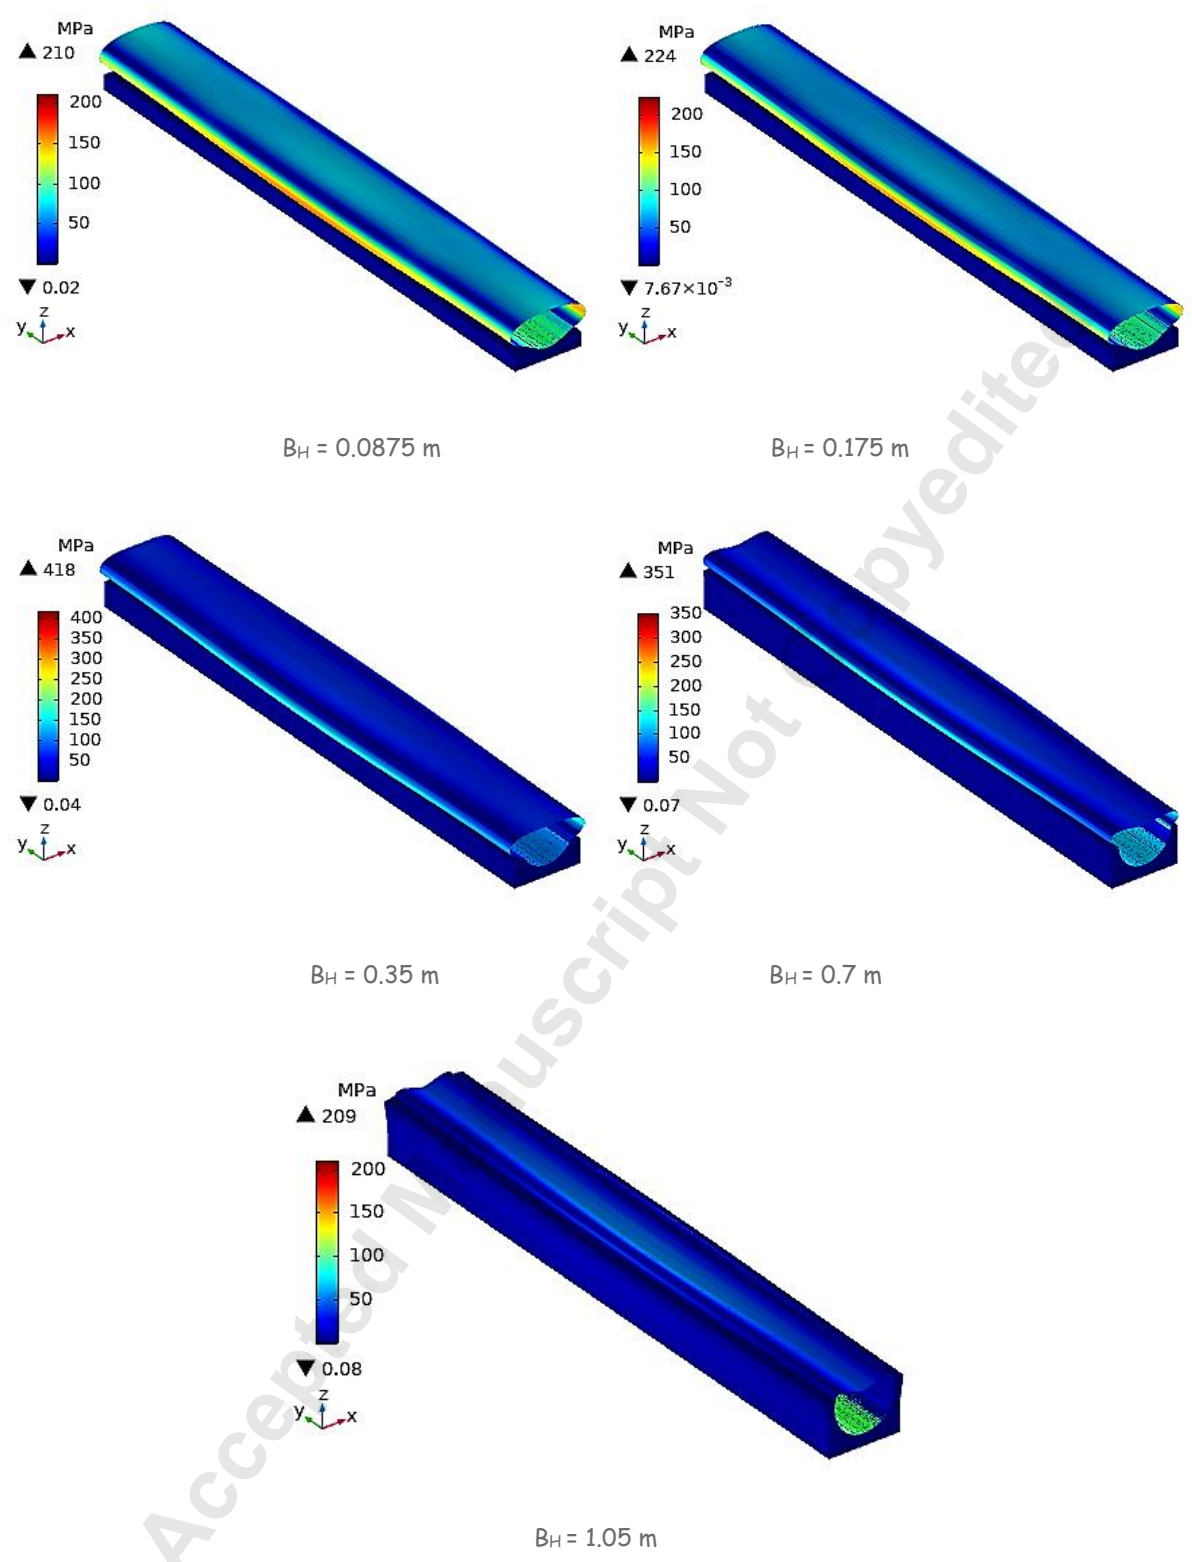 MPa
▲ 210
200
150
100
50
▼ 0.02
z
y x
BH = 0.0875 m
MPa
▲ 224
200
150
100
50
▼ 7.67×10⁻³
z
y x
BH = 0.175 m
MPa
▲ 418
400
350
300
250
200
150
100
50
▼ 0.04
z
y x
BH = 0.35 m
MPa
▲ 351
350
300
250
200
150
100
50
▼ 0.07
z
y x
BH = 0.7 m
MPa
▲ 209
200
150
100
50
▼ 0.08
z
y x
BH = 1.05 m
Accepted Manuscript Not Copyedited